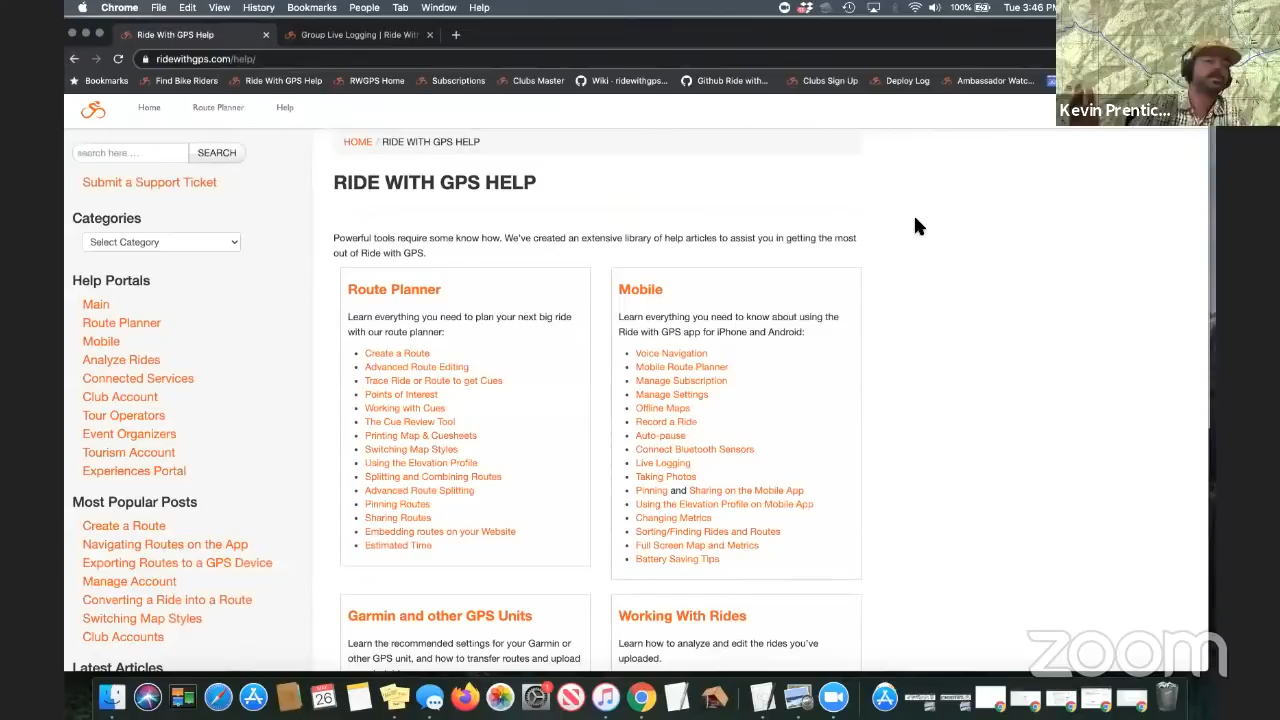 Chrome File Edit View History Bookmarks People Tab Window Help 100% Tue 3:46 PM
Ride With GPS Help Group Live Logging | Ride Witl
ridewithgps.com/help/
Bookmarks Find Bike Riders Ride With GPS Help RWGPS Home Subscriptions Clubs Master Wiki - ridewithgps... Github Ride with... Clubs Sign Up Deploy Log Ambassador Watc...
Kevin Prentic...
Home Route Planner Help
search here ... SEARCH
Submit a Support Ticket
Categories
Select Category
Help Portals
Main
Route Planner
Mobile
Analyze Rides
Connected Services
Club Account
Tour Operators
Event Organizers
Tourism Account
Experiences Portal
Most Popular Posts
Create a Route
Navigating Routes on the App
Exporting Routes to a GPS Device
Manage Account
Converting a Ride into a Route
Switching Map Styles
Club Accounts
Latest Articles
HOME / RIDE WITH GPS HELP
RIDE WITH GPS HELP
Powerful tools require some know how. We've created an extensive library of help articles to assist you in getting the most
out of Ride with GPS.
Route Planner
Learn everything you need to plan your next big ride
with our route planner:
Create a Route
Advanced Route Editing
Trace Ride or Route to get Cues
Points of Interest
Working with Cues
The Cue Review Tool
Printing Map & Cuesheets
Switching Map Styles
Using the Elevation Profile
Splitting and Combining Routes
Advanced Route Splitting
Pinning Routes
Sharing Routes
Embedding routes on your Website
Estimated Time
Mobile
Learn everything you need to know about using the
Ride with GPS app for iPhone and Android:
Voice Navigation
Mobile Route Planner
Manage Subscription
Manage Settings
Offline Maps
Record a Ride
Auto-pause
Connect Bluetooth Sensors
Live Logging
Taking Photos
Pinning and Sharing on the Mobile App
Using the Elevation Profile on Mobile App
Changing Metrics
Sorting/Finding Rides and Routes
Full Screen Map and Metrics
Battery Saving Tips
Garmin and other GPS Units
Learn the recommended settings for your Garmin or
other GPS unit, and how to transfer routes and upload
Working With Rides
Learn how to analyze and edit the rides you've
uploaded.
zoom
26